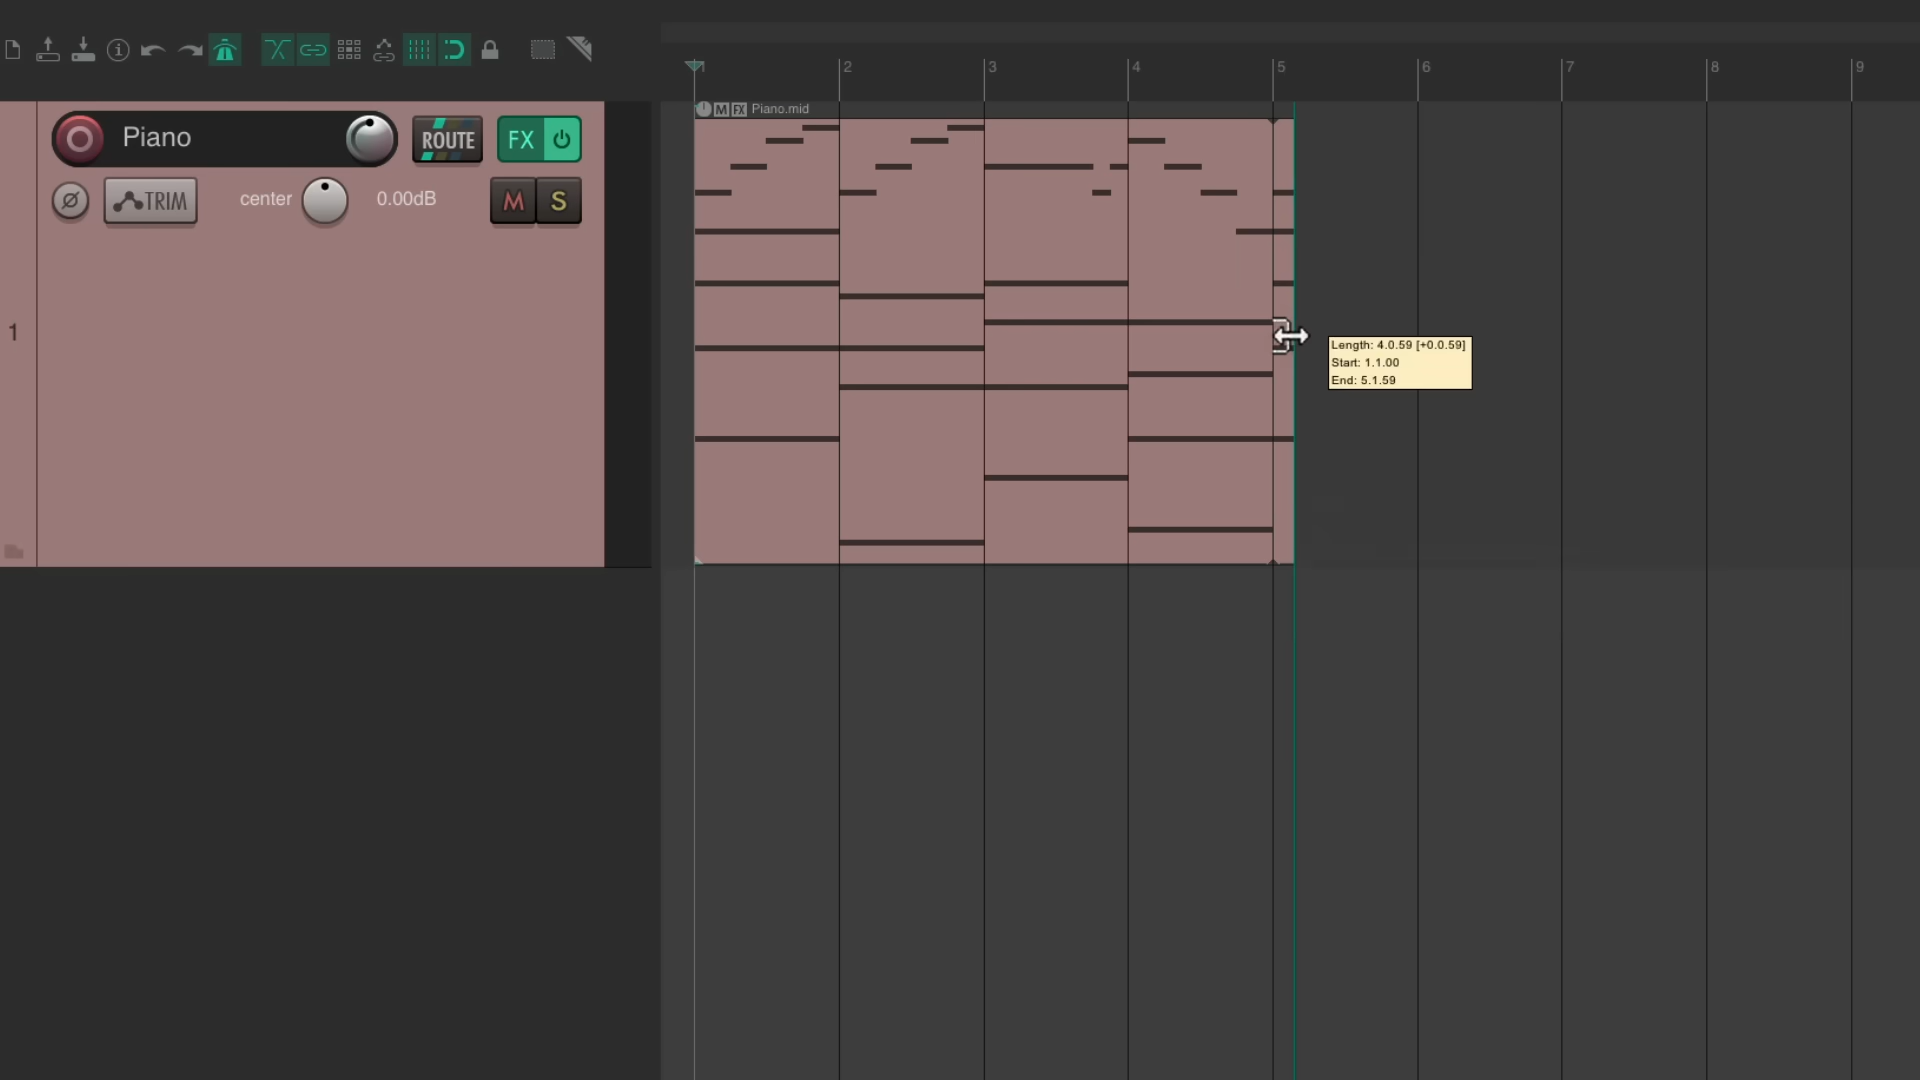 1 2 3 4 5 6 7 8 9
M FX Piano.mid
Piano
ROUTE
FX
TRIM
center
0.00dB
M
S
1
Length: 4.0.59 [+0.0.59]
Start: 1.1.00
End: 5.1.59